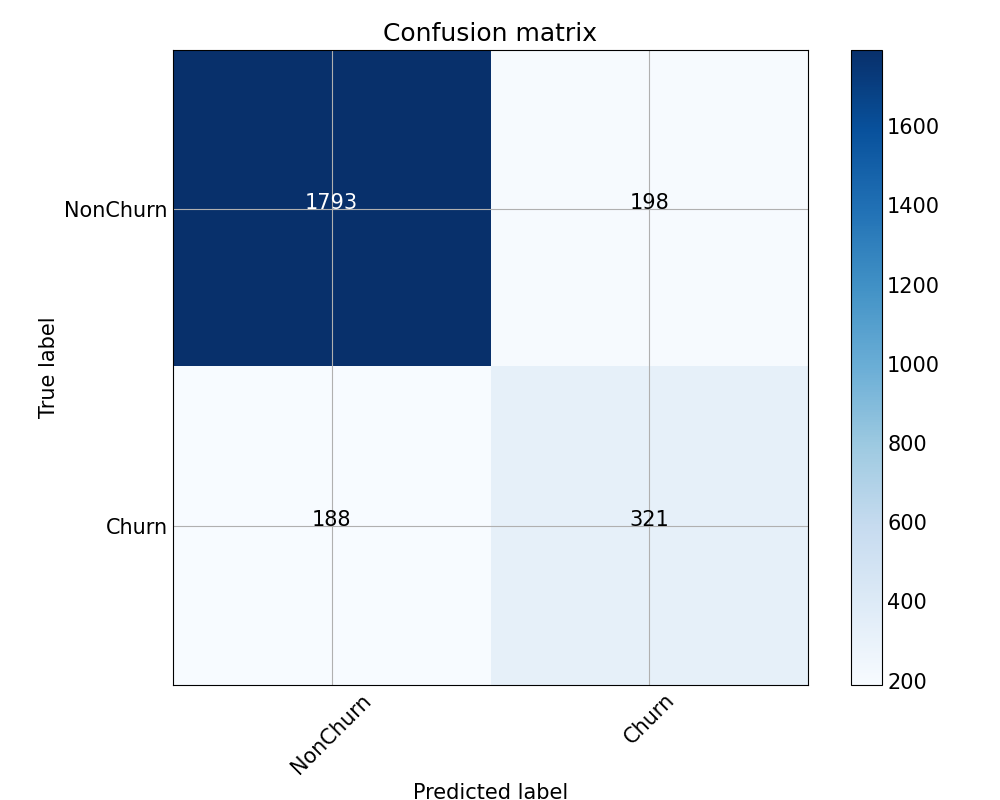 Confusion matrix
NonChurn
1793
198
Churn
188
321
True label
NonChurn
Churn
Predicted label
1600
1400
1200
1000
800
600
400
200